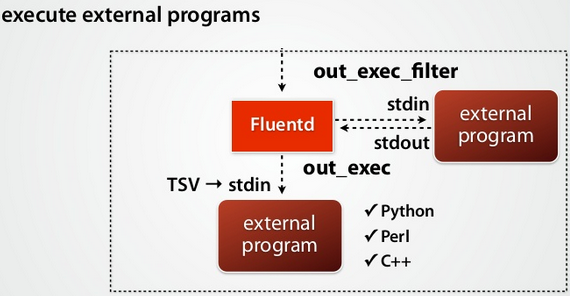 execute external programs
out_exec_filter
Fluentd
stdin
stdout
external
program
out_exec
TSV → stdin
external
program
✓ Python
✓ Perl
✓ C++